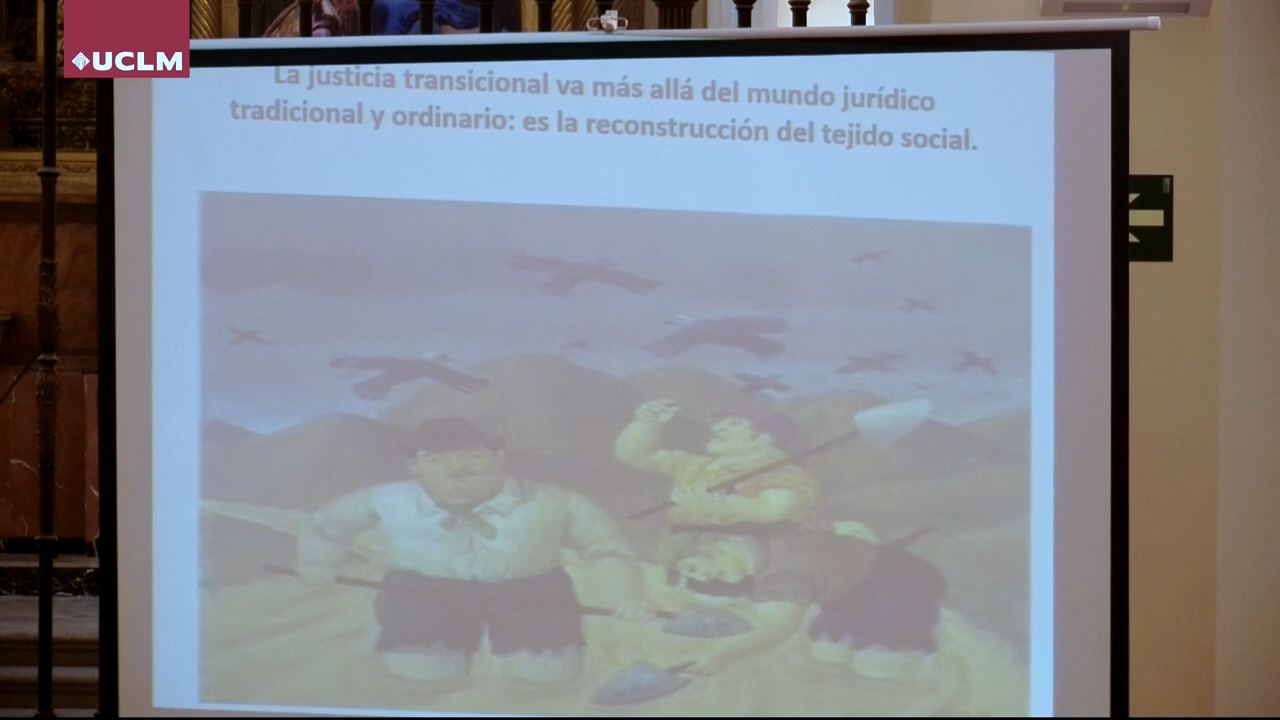 UCLM
La justicia transicional va más allá del mundo jurídico
tradicional y ordinario: es la reconstrucción del tejido social.